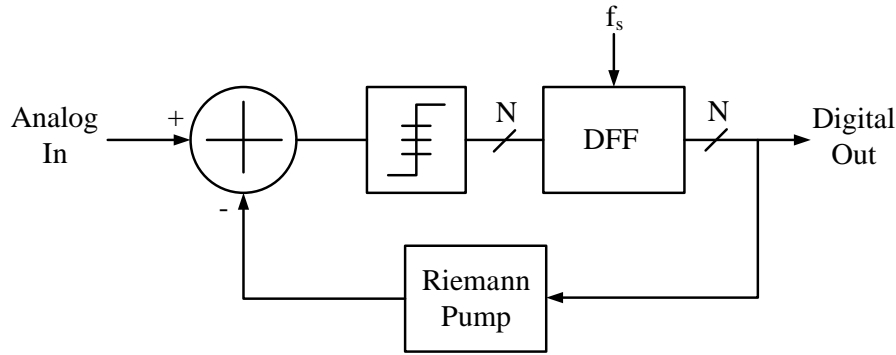 f_s
Analog
In
+
-
N
DFF
N
Digital
Out
Riemann
Pump